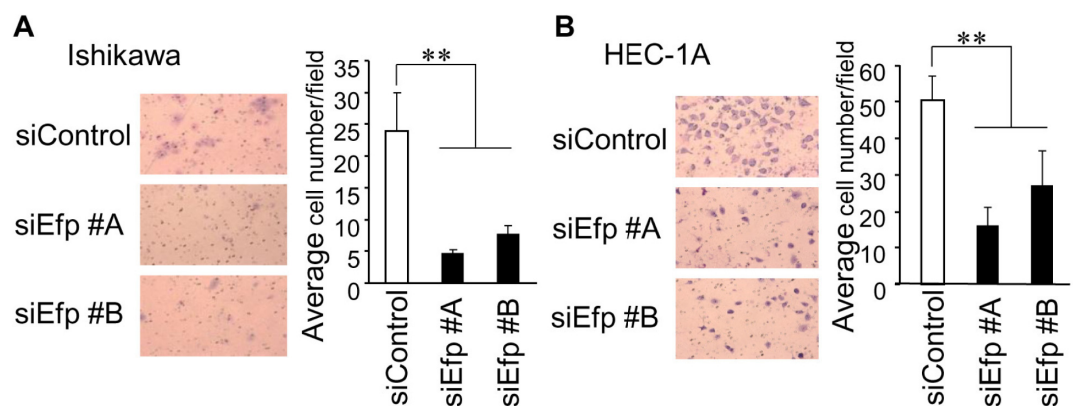 A
Ishikawa
siControl
siEfp #A
siEfp #B
Average cell number/field
35
30
25
20
15
10
5
0
**
siControl
siEfp #A
siEfp #B
B
HEC-1A
siControl
siEfp #A
siEfp #B
Average cell number/field
60
50
40
30
20
10
0
**
siControl
siEfp #A
siEfp #B